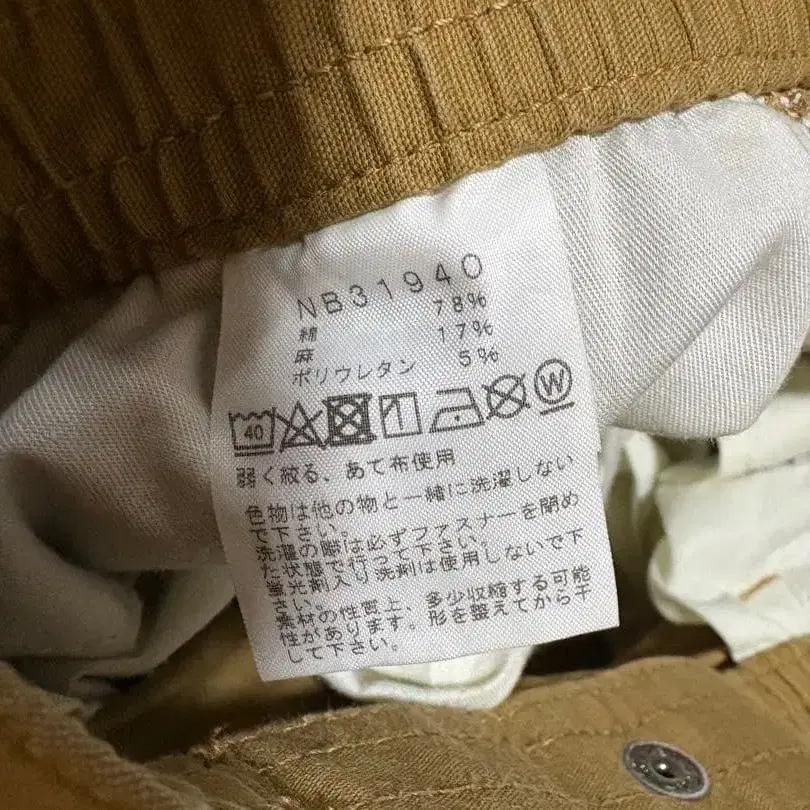 NB31940
綿 78%
麻 17%
ポリウレタン 5%
40 W
弱く絞る、あて布使用
色物は他の物と一緒に洗濯しない
で下さい。
洗濯の際は必ずファスナーを閉め
た状態で行って下さい。
蛍光剤入り洗剤は使用しないで下
さい。
素材の性質上、多少収縮する可能
性があります。形を整えてから干
して下さい。